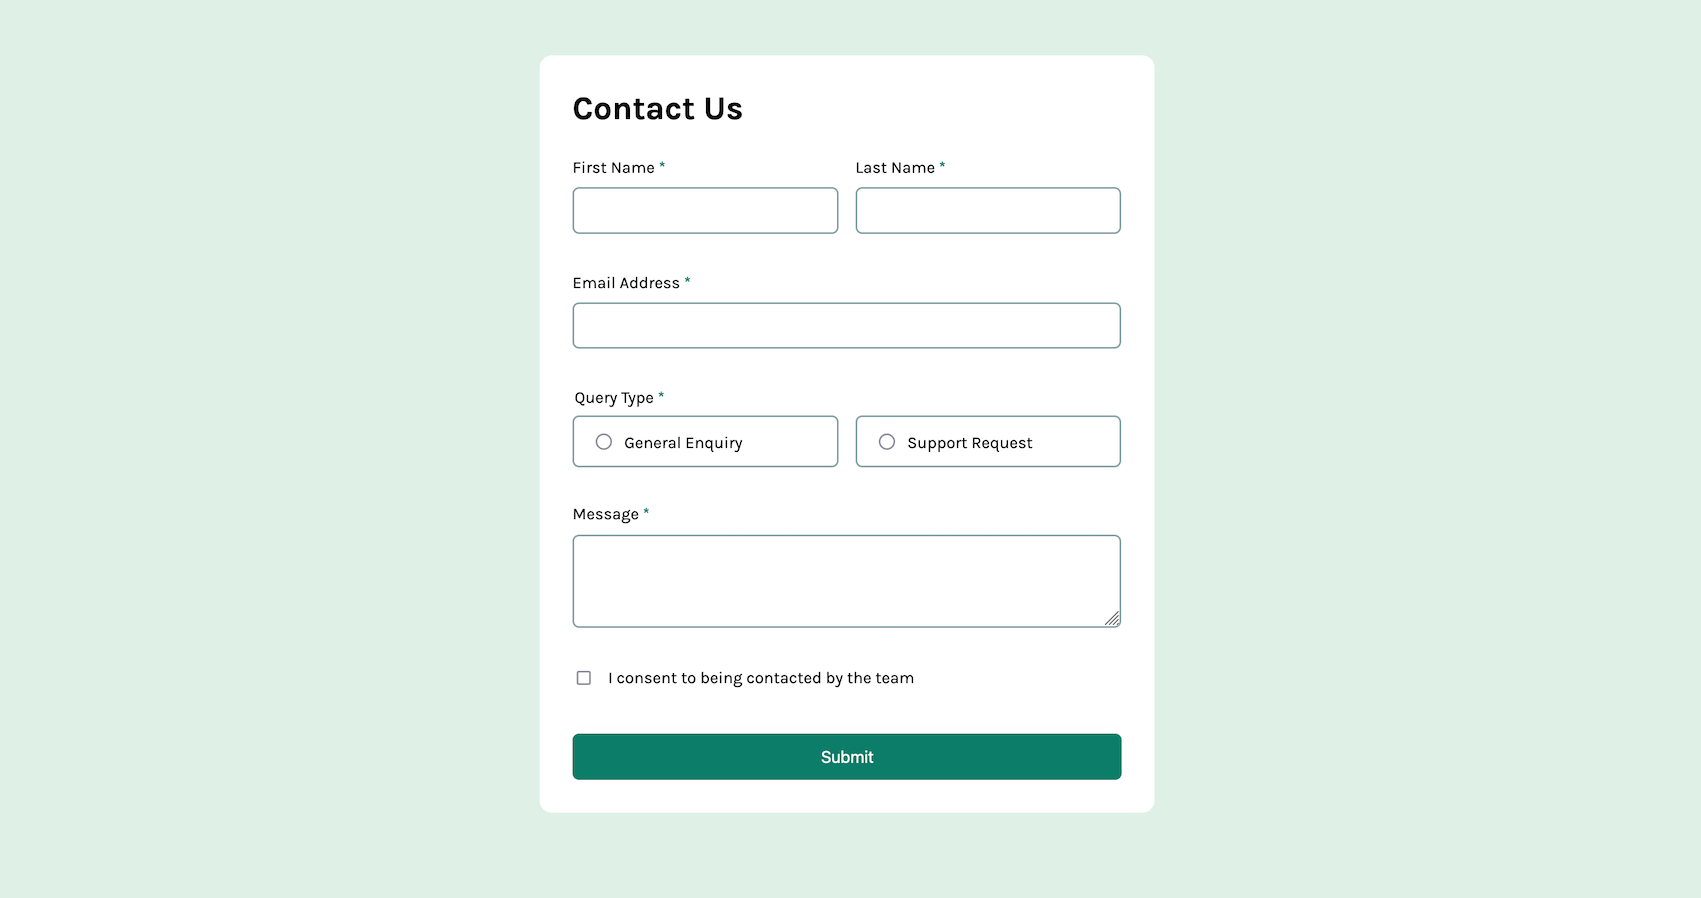 Contact Us
First Name * Last Name *
Email Address *
Query Type *
General Enquiry Support Request
Message *
I consent to being contacted by the team
Submit